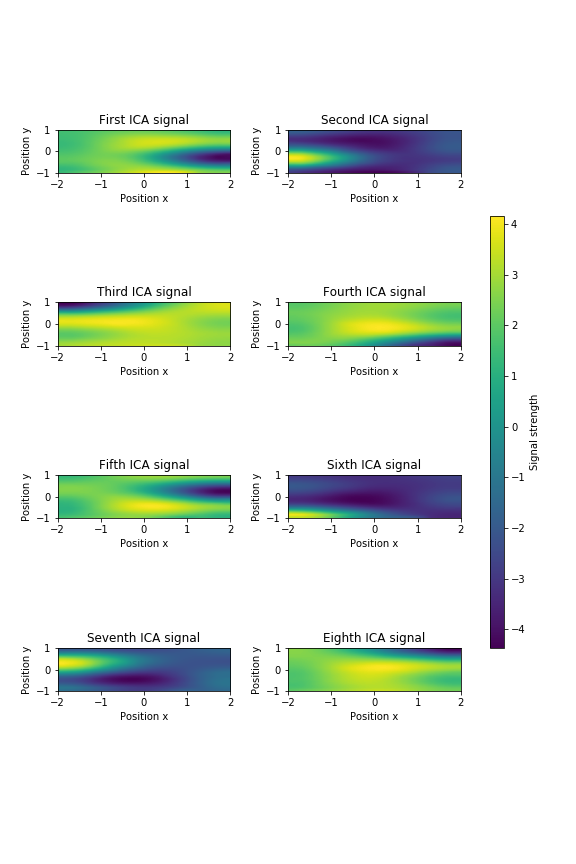 First ICA signal
Second ICA signal
Position y
1
0
−1
−2 −1 0 1 2
Position x
Position y
1
0
−1
−2 −1 0 1 2
Position x
Third ICA signal
Fourth ICA signal
Position y
1
0
−1
−2 −1 0 1 2
Position x
Position y
1
0
−1
−2 −1 0 1 2
Position x
Fifth ICA signal
Sixth ICA signal
Position y
1
0
−1
−2 −1 0 1 2
Position x
Position y
1
0
−1
−2 −1 0 1 2
Position x
Seventh ICA signal
Eighth ICA signal
Position y
1
0
−1
−2 −1 0 1 2
Position x
Position y
1
0
−1
−2 −1 0 1 2
Position x
4
3
2
1
0
−1
−2
−3
−4
Signal strength